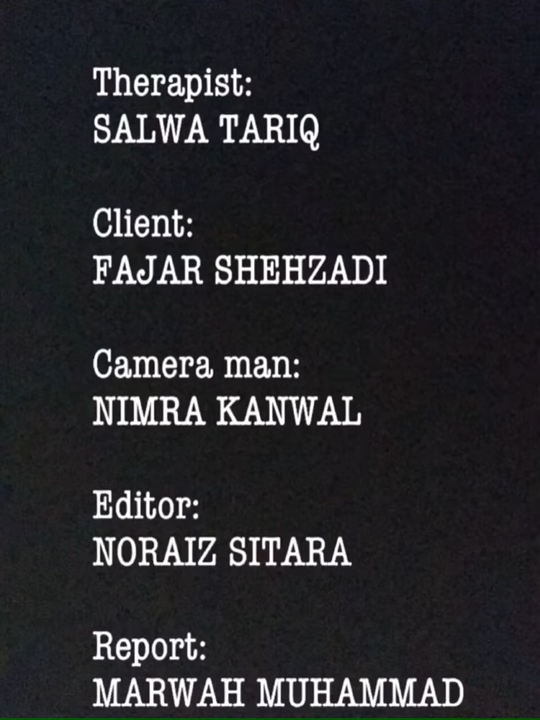 Therapist:
SALWA TARIQ
Client:
FAJAR SHEHZADI
Camera man:
NIMRA KANWAL
Editor:
NORAIZ SITARA
Report:
MARWAH MUHAMMAD